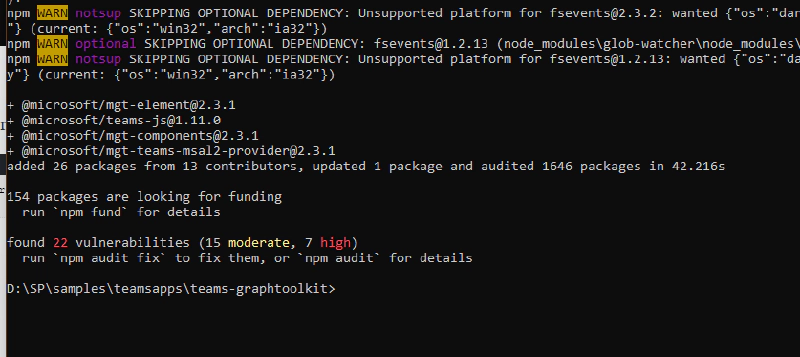 npm WARN notsup SKIPPING OPTIONAL DEPENDENCY: Unsupported platform for fsevents@2.3.2: wanted {"os":"dar
"} (current: {"os":"win32","arch":"ia32"})
npm WARN optional SKIPPING OPTIONAL DEPENDENCY: fsevents@1.2.13 (node_modules\glob-watcher\node_modules\
npm WARN notsup SKIPPING OPTIONAL DEPENDENCY: Unsupported platform for fsevents@1.2.13: wanted {"os":"da
y"} (current: {"os":"win32","arch":"ia32"})
+ @microsoft/mgt-element@2.3.1
+ @microsoft/teams-js@1.11.0
+ @microsoft/mgt-components@2.3.1
+ @microsoft/mgt-teams-msal2-provider@2.3.1
added 26 packages from 13 contributors, updated 1 package and audited 1646 packages in 42.216s
154 packages are looking for funding
run `npm fund` for details
found 22 vulnerabilities (15 moderate, 7 high)
run `npm audit fix` to fix them, or `npm audit` for details
D:\SP\samples\teamsapps\teams-graphtoolkit>